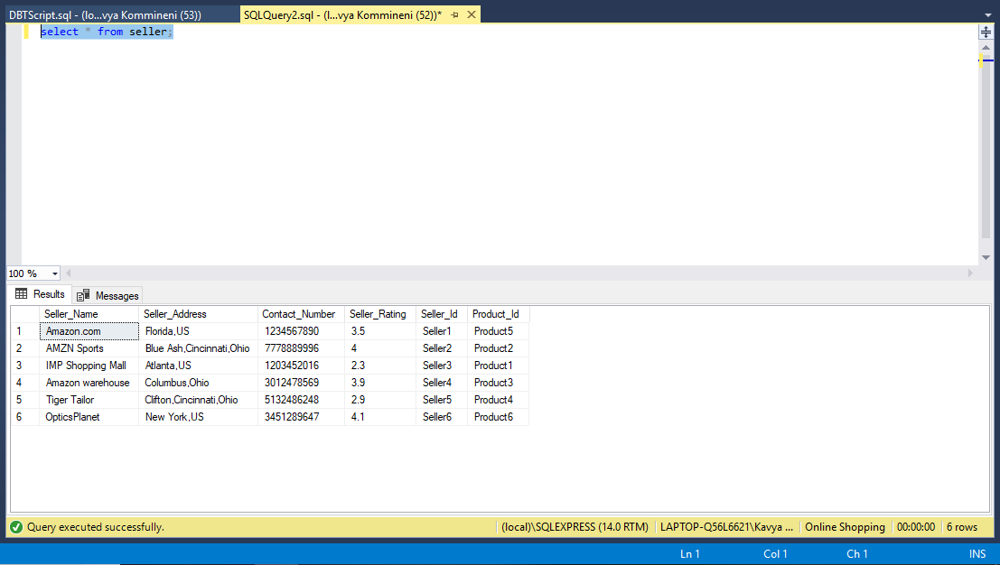 DBTScript.sql - (lo...vya Kommineni (53)) SQLQuery2.sql - (l...vya Kommineni (52))*
select * from seller;
100 %
Results Messages
Seller_Name Seller_Address Contact_Number Seller_Rating Seller_Id Product_Id
1 Amazon.com Florida,US 1234567890 3.5 Seller1 Product5
2 AMZN Sports Blue Ash,Cincinnati,Ohio 7778889996 4 Seller2 Product2
3 IMP Shopping Mall Atlanta,US 1203452016 2.3 Seller3 Product1
4 Amazon warehouse Columbus,Ohio 3012478569 3.9 Seller4 Product3
5 Tiger Tailor Clifton,Cincinnati,Ohio 5132486248 2.9 Seller5 Product4
6 OpticsPlanet New York,US 3451289647 4.1 Seller6 Product6
Query executed successfully. (local)\SQLEXPRESS (14.0 RTM) LAPTOP-Q56L6621\Kavya ... Online Shopping 00:00:00 6 rows
Ln 1 Col 1 Ch 1 INS